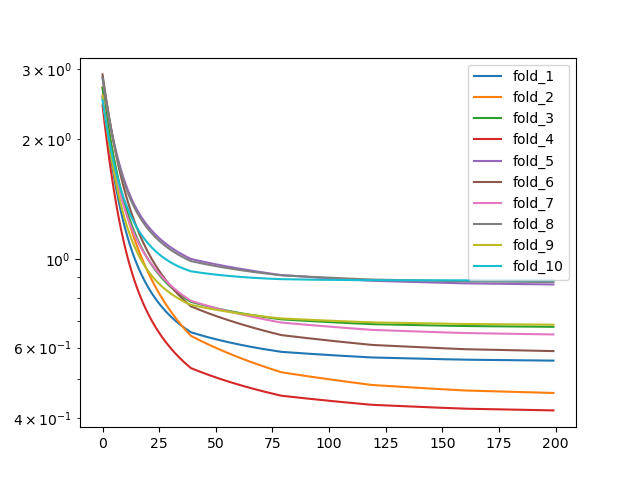 3 × 10⁰
2 × 10⁰
10⁰
6 × 10⁻¹
4 × 10⁻¹
0 25 50 75 100 125 150 175 200
fold_1
fold_2
fold_3
fold_4
fold_5
fold_6
fold_7
fold_8
fold_9
fold_10